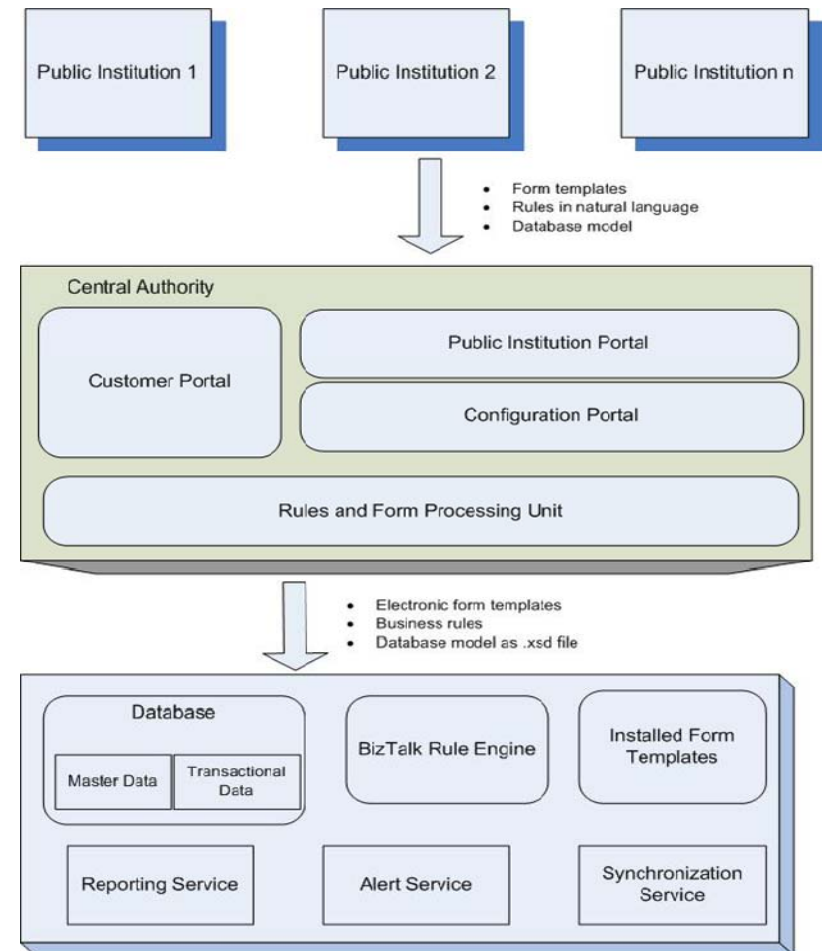 Public Institution 1
Public Institution 2
Public Institution n
• Form templates
• Rules in natural language
• Database model
Central Authority
Customer Portal
Public Institution Portal
Configuration Portal
Rules and Form Processing Unit
• Electronic form templates
• Business rules
• Database model as .xsd file
Database
Master Data
Transactional
Data
BizTalk Rule Engine
Installed Form
Templates
Reporting Service
Alert Service
Synchronization
Service